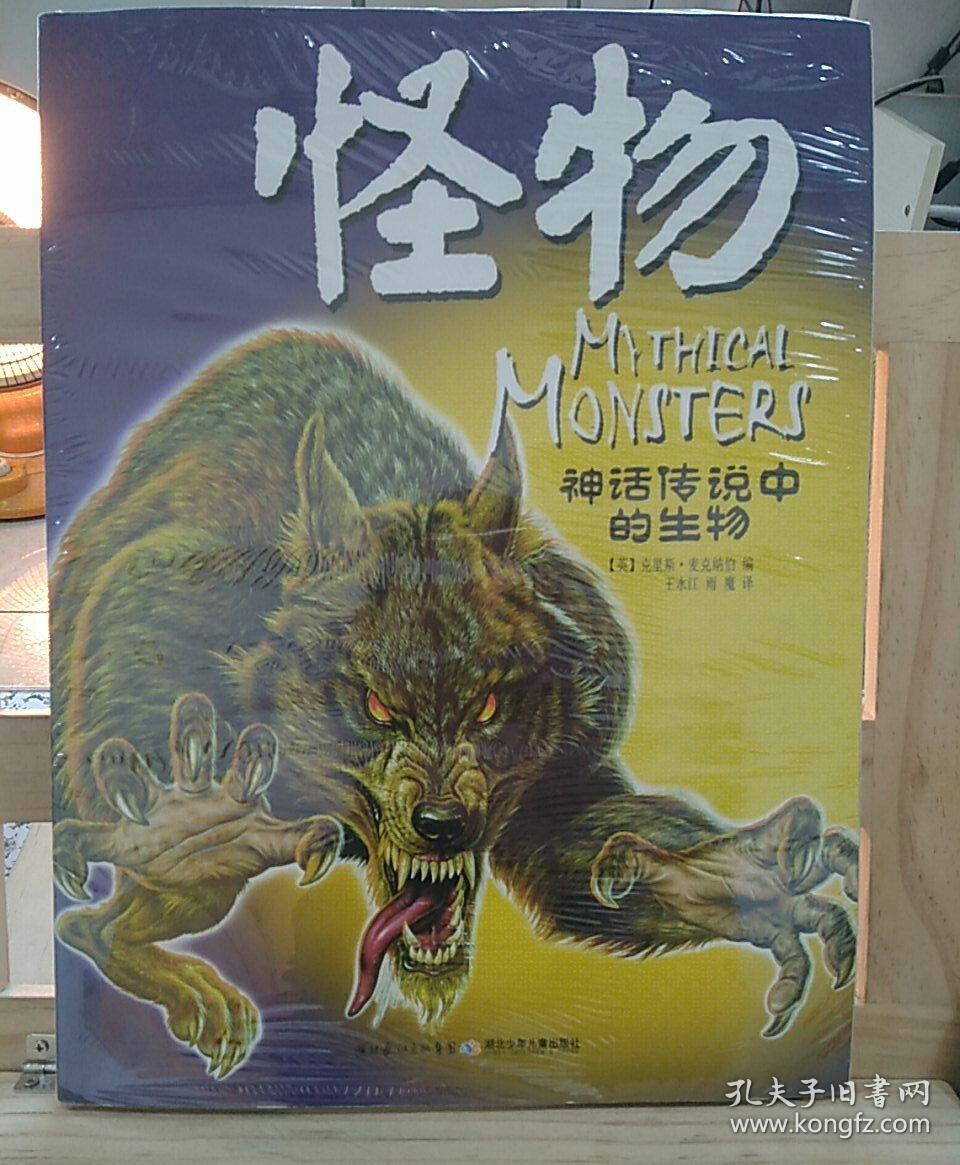 怪物
MYTHICAL
MONSTERS
神话传说中
的生物
【英】克里斯·麦克纳伯 编
王水江 雨 魔 译
湖北少年儿童出版社
孔夫子旧书网
www.kongfz.com